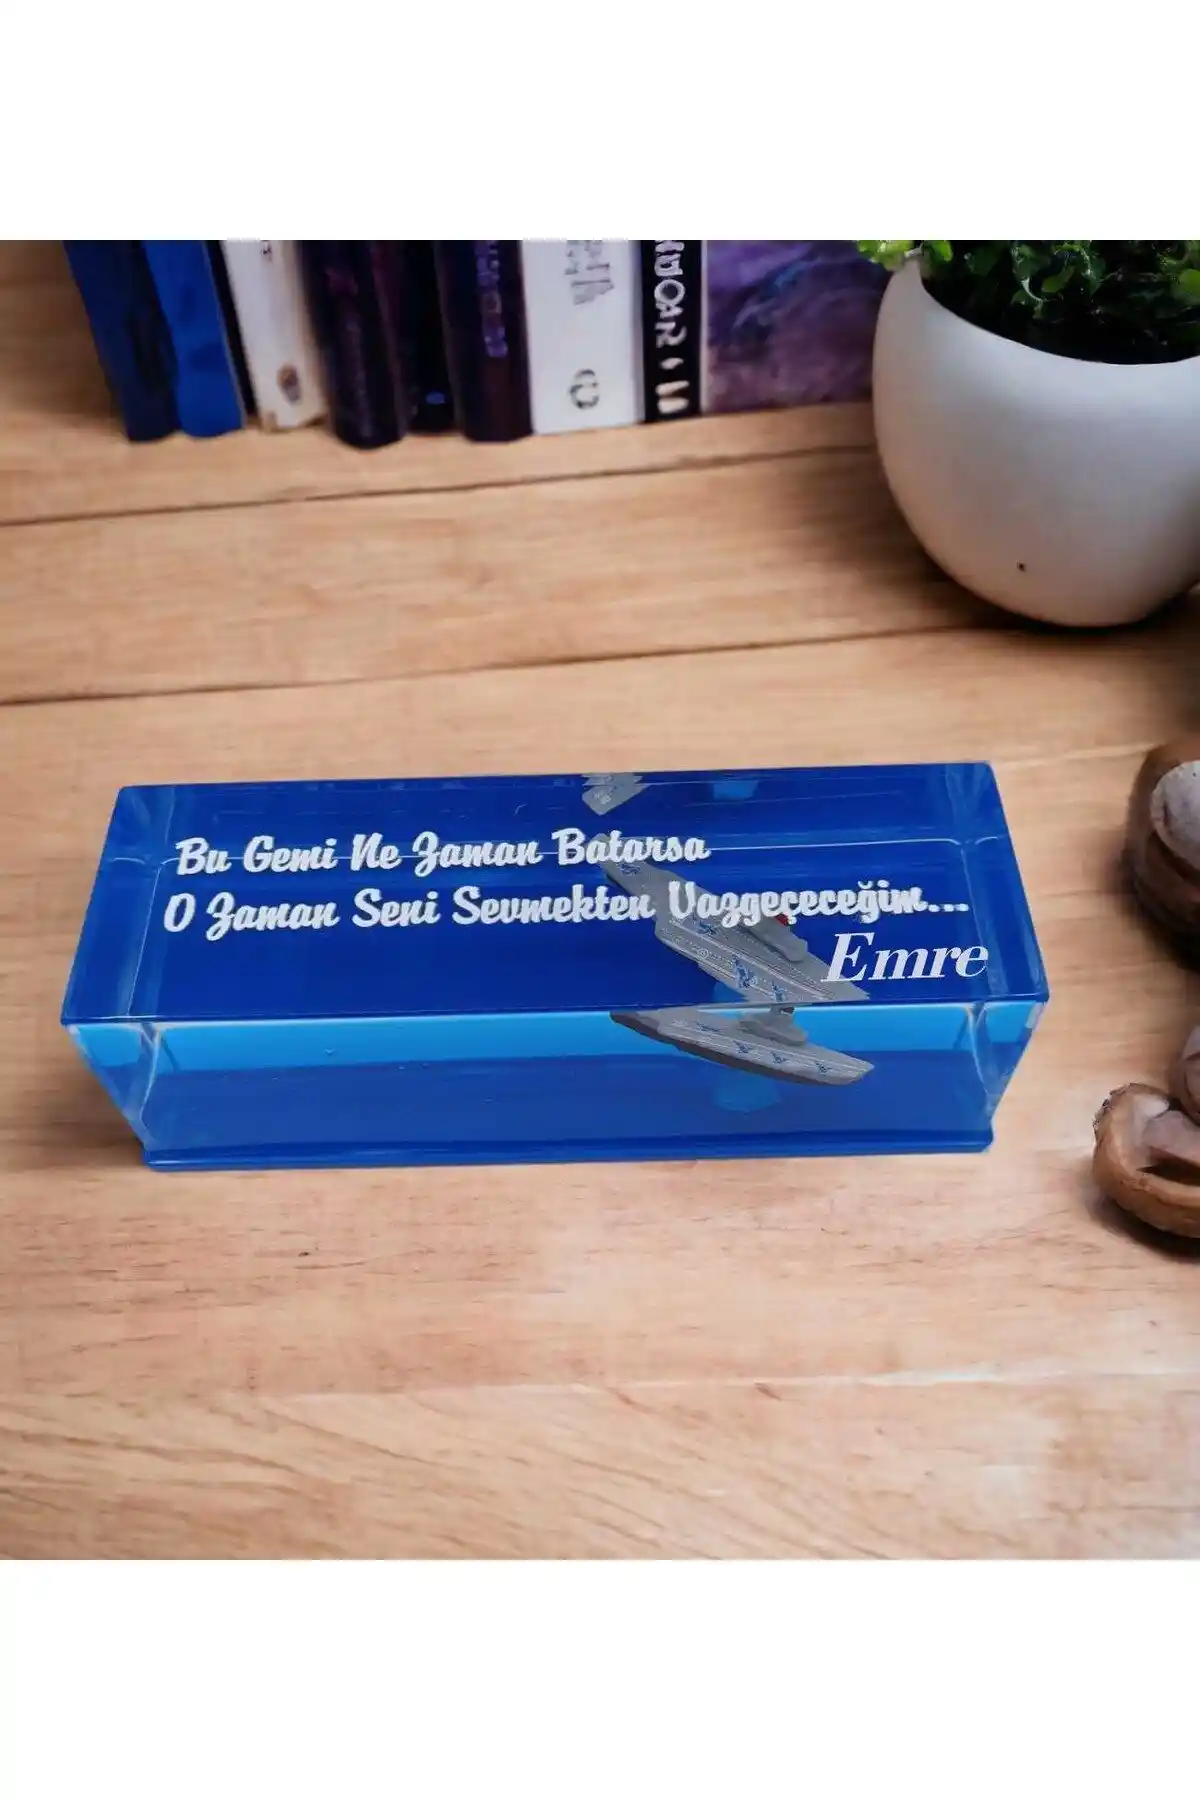 Bu Gemi Ne Zaman Batarsa
O Zaman Seni Sevmekten Vazgeçeceğim...
Emre